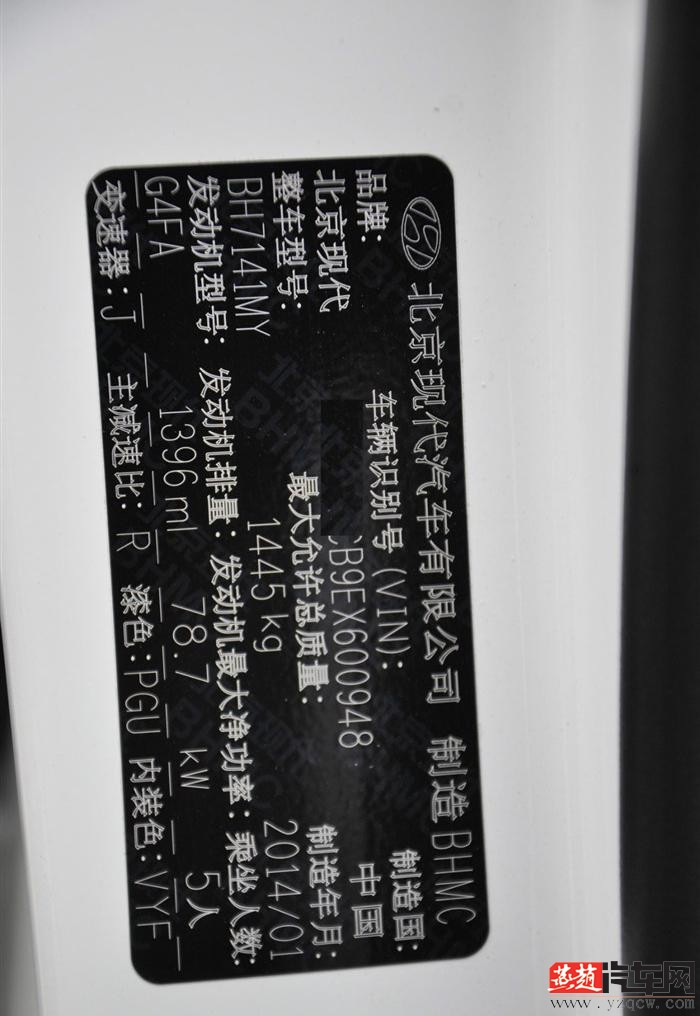 北京现代汽车有限公司 制造 BHMC
品牌: 车辆识别号 (VIN): 制造国:
北京现代 B9EX600948 中国
整车型号: 最大允许总质量: 制造年月:
BH7141MY 1445 kg 2014/01
发动机型号: 发动机排量: 发动机最大净功率: 乘坐人数:
G4FA 1396 ml 78.7 kW 5人
变速器: J 主减速比: R 漆色: PGU 内装色: VYF
燕赵汽车网
www.yzqcw.com